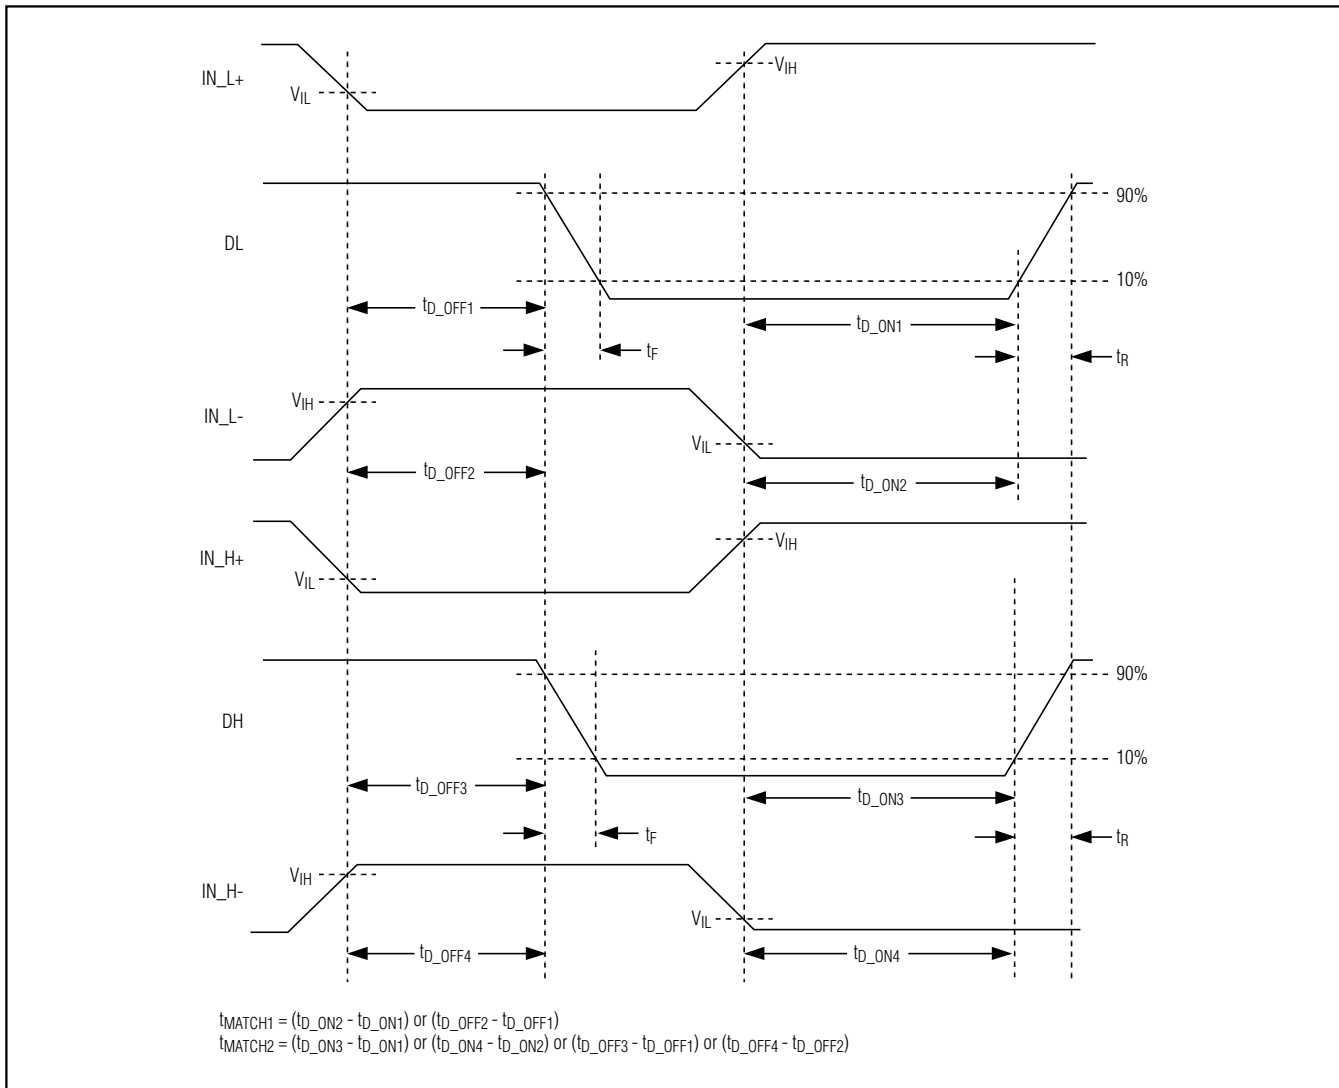 IN_L+
VIL
VIH
DL
90%
10%
tD_OFF1
tD_ON1
tF
tR
IN_L-
VIH
VIL
tD_OFF2
tD_ON2
IN_H+
VIL
VIH
DH
90%
10%
tD_OFF3
tD_ON3
tF
tR
IN_H-
VIH
VIL
tD_OFF4
tD_ON4
tMATCH1 = (tD_ON2 - tD_ON1) or (tD_OFF2 - tD_OFF1)
tMATCH2 = (tD_ON3 - tD_ON1) or (tD_ON4 - tD_ON2) or (tD_OFF3 - tD_OFF1) or (tD_OFF4 - tD_OFF2)